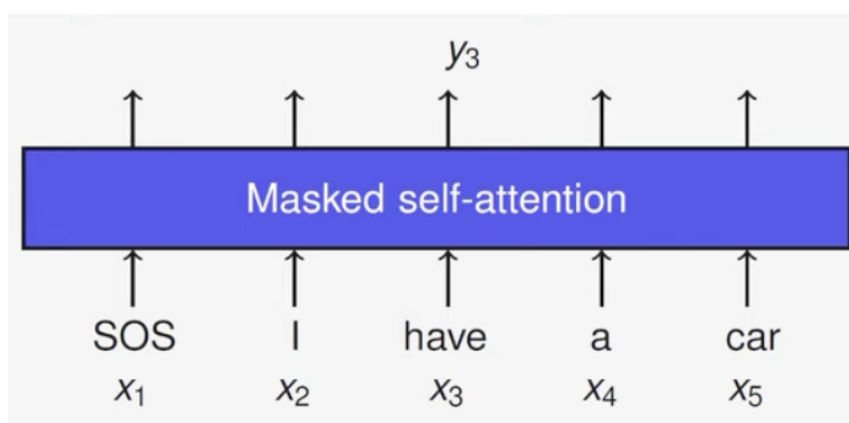 y3
Masked self-attention
SOS I have a car
x1 x2 x3 x4 x5